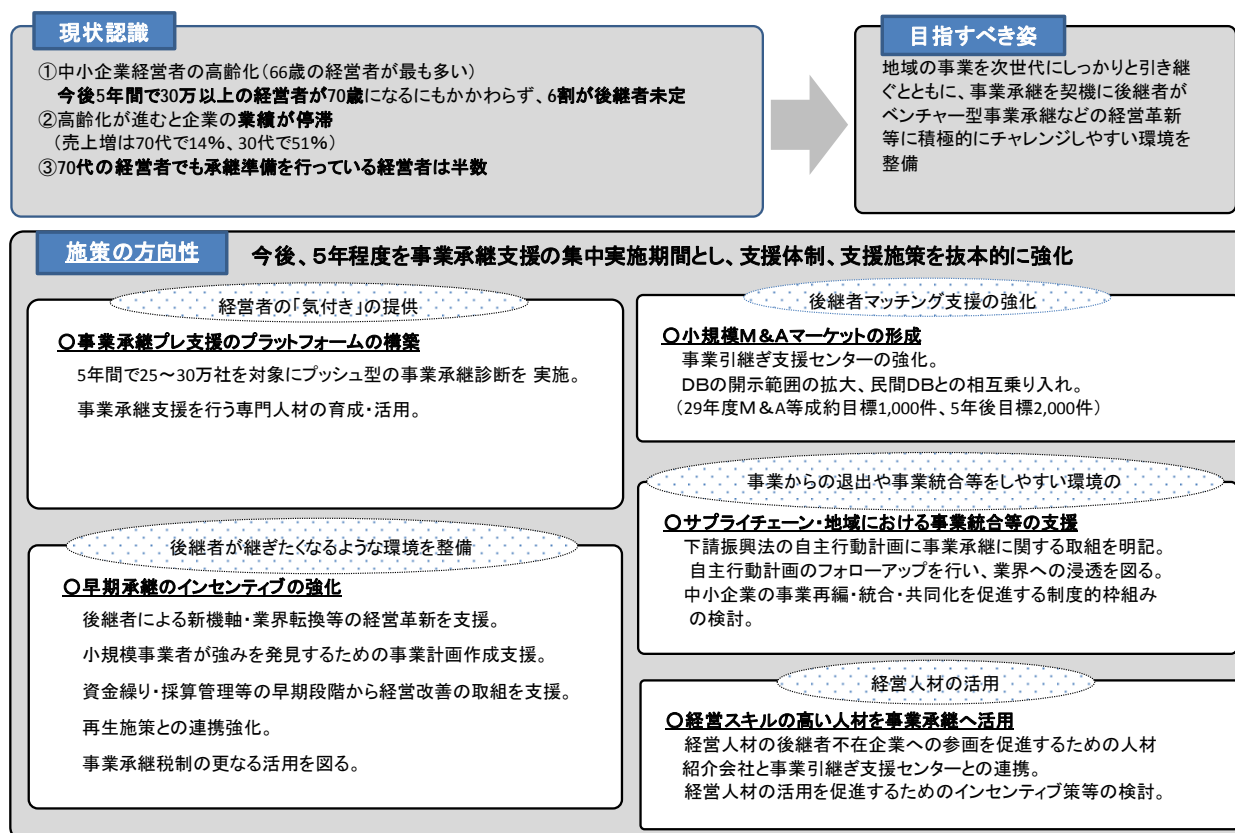 現状認識
①中小企業経営者の高齢化（66歳の経営者が最も多い）
今後5年間で30万以上の経営者が70歳になるにもかかわらず、6割が後継者未定
②高齢化が進むと企業の業績が停滞
（売上増は70代で14％、30代で51％）
③70代の経営者でも承継準備を行っている経営者は半数
目指すべき姿
地域の事業を次世代にしっかりと引き継
ぐとともに、事業承継を契機に後継者が
ベンチャー型事業承継などの経営革新
等に積極的にチャレンジしやすい環境を
整備
施策の方向性
今後、５年程度を事業承継支援の集中実施期間とし、支援体制、支援施策を抜本的に強化
経営者の「気付き」の提供
○事業承継プレ支援のプラットフォームの構築
5年間で25～30万社を対象にプッシュ型の事業承継診断を 実施。
事業承継支援を行う専門人材の育成・活用。
後継者が継ぎたくなるような環境を整備
○早期承継のインセンティブの強化
後継者による新機軸・業界転換等の経営革新を支援。
小規模事業者が強みを発見するための事業計画作成支援。
資金繰り・採算管理等の早期段階から経営改善の取組を支援。
再生施策との連携強化。
事業承継税制の更なる活用を図る。
後継者マッチング支援の強化
○小規模Ｍ＆Ａマーケットの形成
事業引継ぎ支援センターの強化。
ＤＢの開示範囲の拡大、民間ＤＢとの相互乗り入れ。
（29年度Ｍ＆Ａ等成約目標1,000件、5年後目標2,000件）
事業からの退出や事業統合等をしやすい環境の
○サプライチェーン・地域における事業統合等の支援
下請振興法の自主行動計画に事業承継に関する取組を明記。
自主行動計画のフォローアップを行い、業界への浸透を図る。
中小企業の事業再編・統合・共同化を促進する制度的枠組み
の検討。
経営人材の活用
○経営スキルの高い人材を事業承継へ活用
経営人材の後継者不在企業への参画を促進するための人材
紹介会社と事業引継ぎ支援センターとの連携。
経営人材の活用を促進するためのインセンティブ策等の検討。